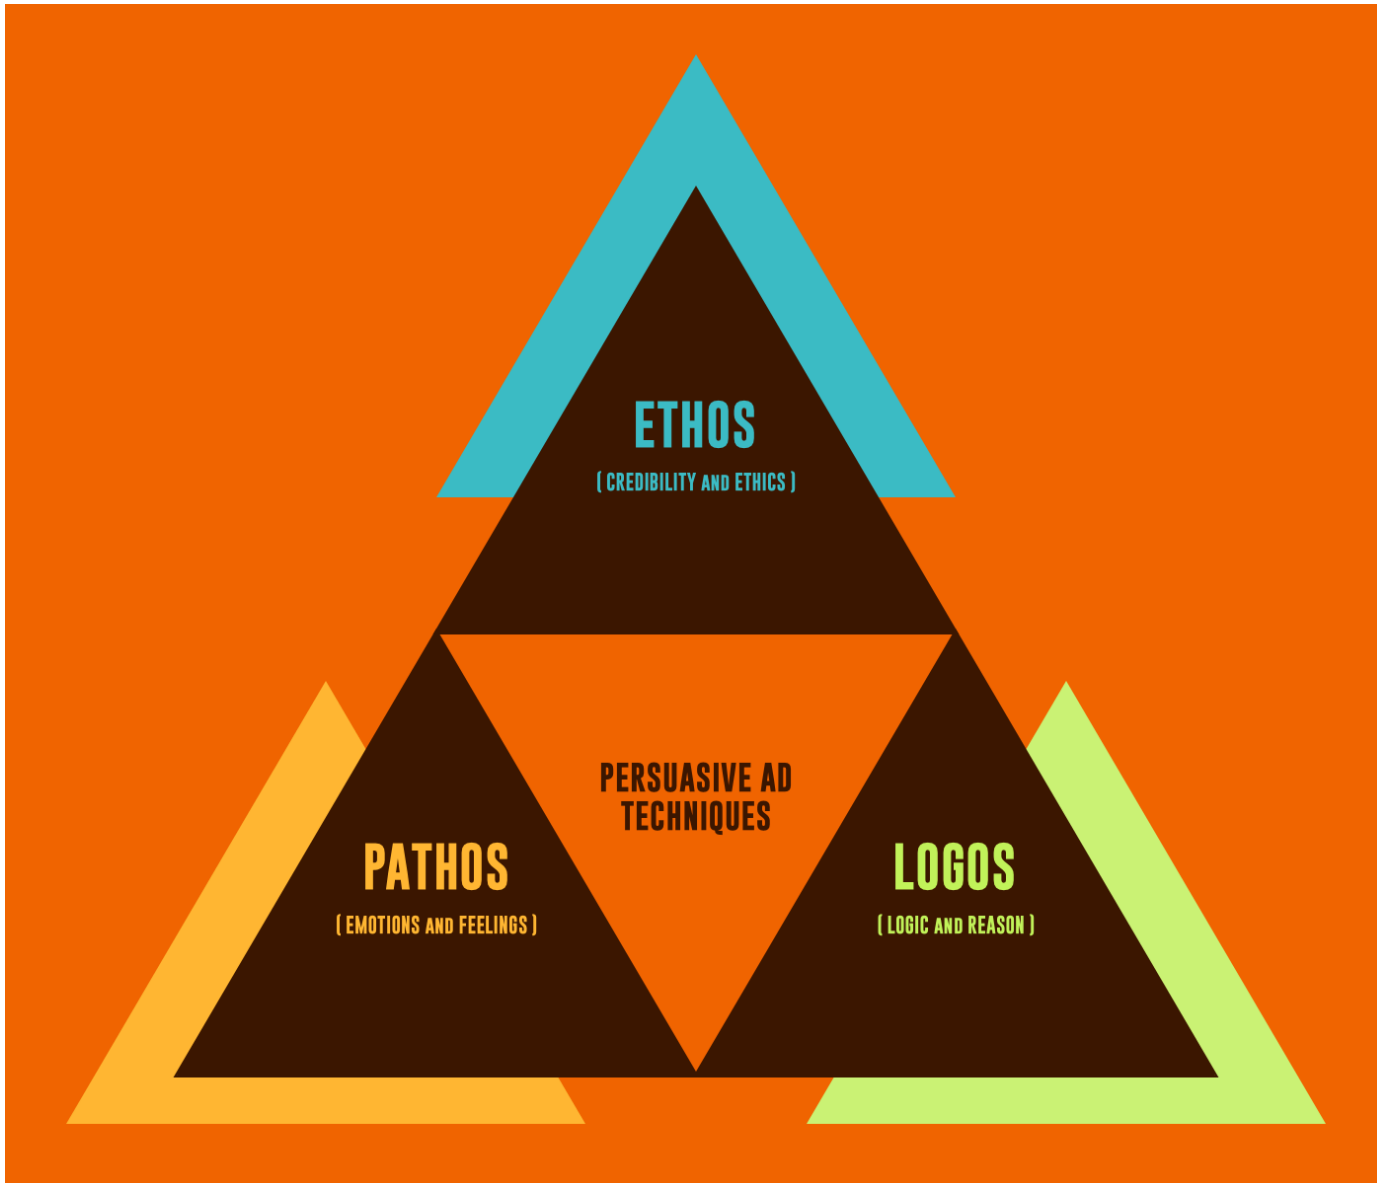 ETHOS
( CREDIBILITY AND ETHICS )
PERSUASIVE AD
TECHNIQUES
PATHOS
( EMOTIONS AND FEELINGS )
LOGOS
( LOGIC AND REASON )